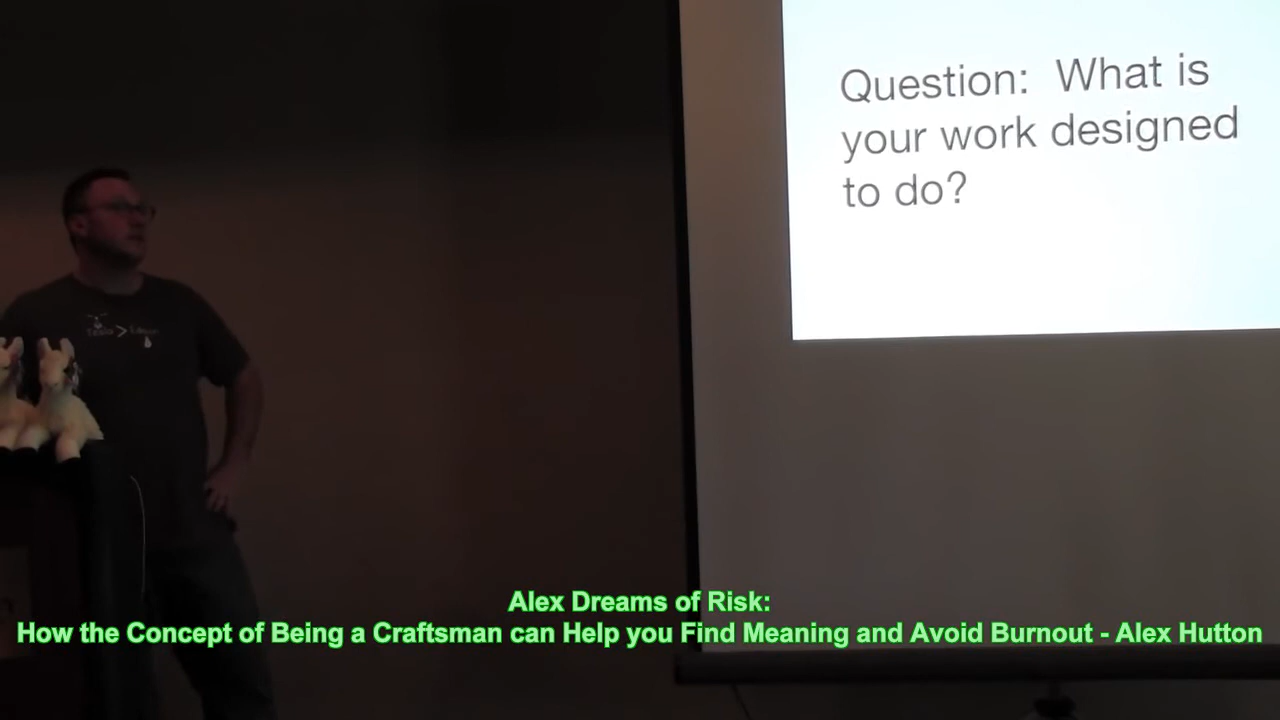 Question: What is
your work designed
to do?
Tesla >
Alex Dreams of Risk:
How the Concept of Being a Craftsman can Help you Find Meaning and Avoid Burnout - Alex Hutton